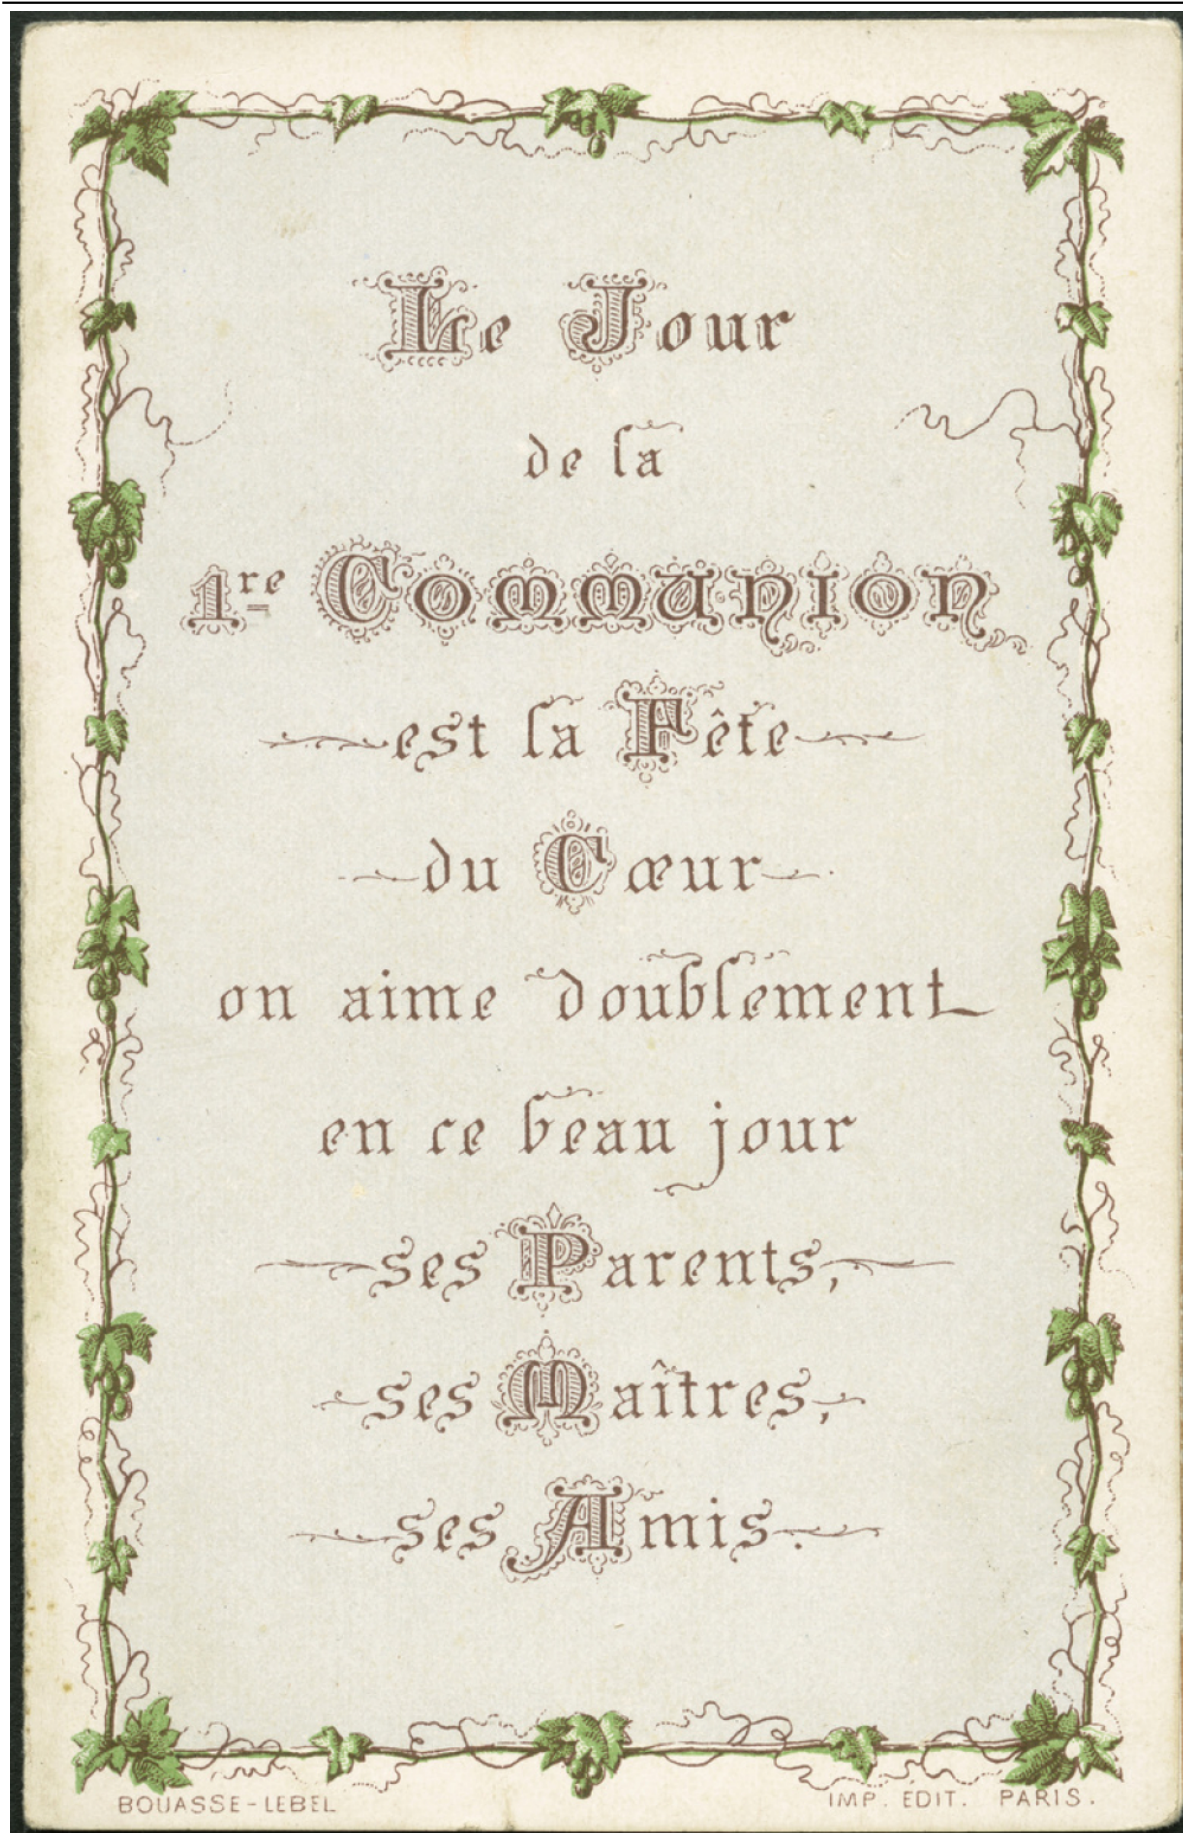 Le Jour
de la
1re Communion
est la Fête
du Cœur
on aime doublement
en ce beau jour
ses Parents,
ses Maîtres,
ses Amis.
BOUASSE-LEBEL IMP. ÉDIT. PARIS.